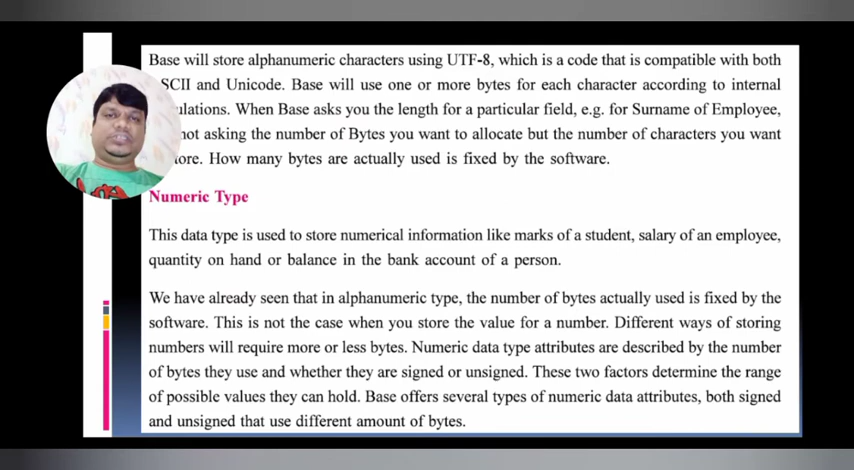 Base will store alphanumeric characters using UTF-8, which is a code that is compatible with both
SCII and Unicode. Base will use one or more bytes for each character according to internal
ulations. When Base asks you the length for a particular field, e.g. for Surname of Employee,
not asking the number of Bytes you want to allocate but the number of characters you want
ore. How many bytes are actually used is fixed by the software.
Numeric Type
This data type is used to store numerical information like marks of a student, salary of an employee,
quantity on hand or balance in the bank account of a person.
We have already seen that in alphanumeric type, the number of bytes actually used is fixed by the
software. This is not the case when you store the value for a number. Different ways of storing
numbers will require more or less bytes. Numeric data type attributes are described by the number
of bytes they use and whether they are signed or unsigned. These two factors determine the range
of possible values they can hold. Base offers several types of numeric data attributes, both signed
and unsigned that use different amount of bytes.